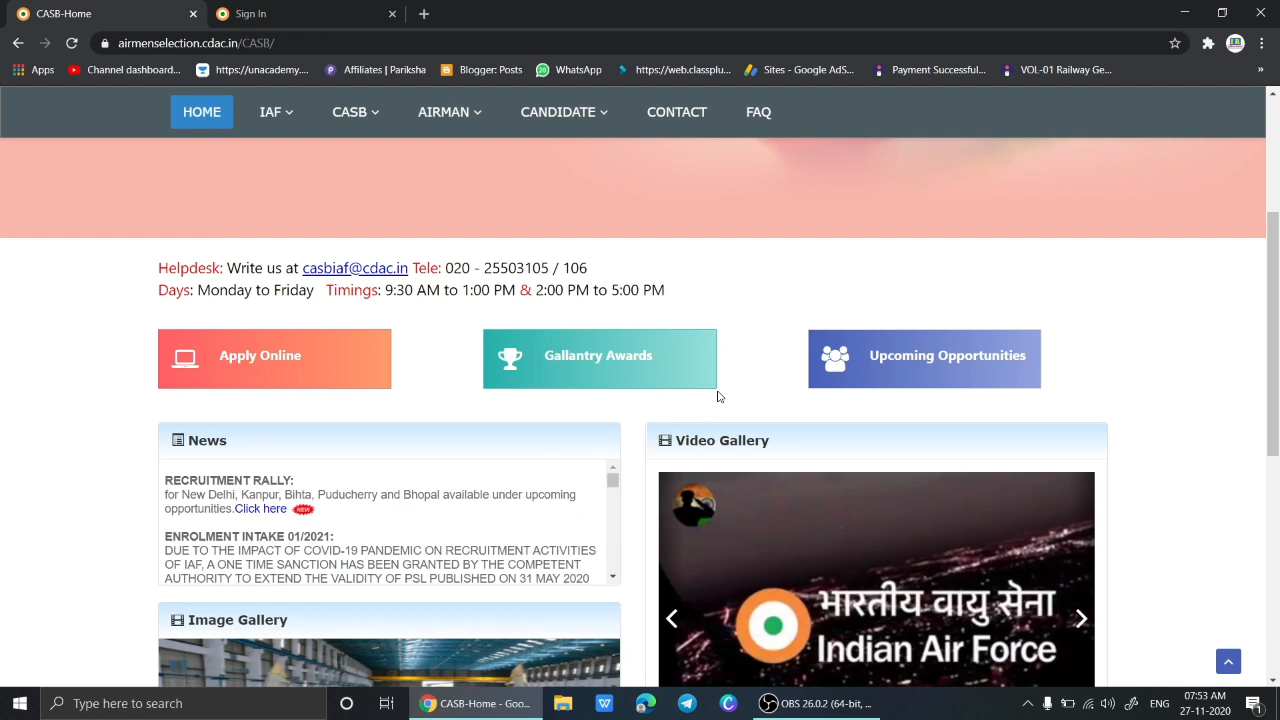 CASB-Home
Sign In
airmenselection.cdac.in/CASB/
Apps
Channel dashboard...
https://unacademy....
Affiliates | Pariksha
Blogger: Posts
WhatsApp
https://web.classplu...
Sites - Google AdS...
Payment Successful...
VOL-01 Railway Ge...
»
HOME
IAF
CASB
AIRMAN
CANDIDATE
CONTACT
FAQ
Helpdesk: Write us at casbiaf@cdac.in Tele: 020 - 25503105 / 106
Days: Monday to Friday Timings: 9:30 AM to 1:00 PM & 2:00 PM to 5:00 PM
Apply Online
Gallantry Awards
Upcoming Opportunities
News
RECRUITMENT RALLY:
for New Delhi, Kanpur, Bihta, Puducherry and Bhopal available under upcoming
opportunities.Click here NEW
ENROLMENT INTAKE 01/2021:
DUE TO THE IMPACT OF COVID-19 PANDEMIC ON RECRUITMENT ACTIVITIES
OF IAF, A ONE TIME SANCTION HAS BEEN GRANTED BY THE COMPETENT
AUTHORITY TO EXTEND THE VALIDITY OF PSL PUBLISHED ON 31 MAY 2020
Video Gallery
भारतीय वायु सेना
Indian Air Force
Image Gallery
Type here to search
CASB-Home - Goo...
OBS 26.0.2 (64-bit, ...
ENG
07:53 AM
27-11-2020
1